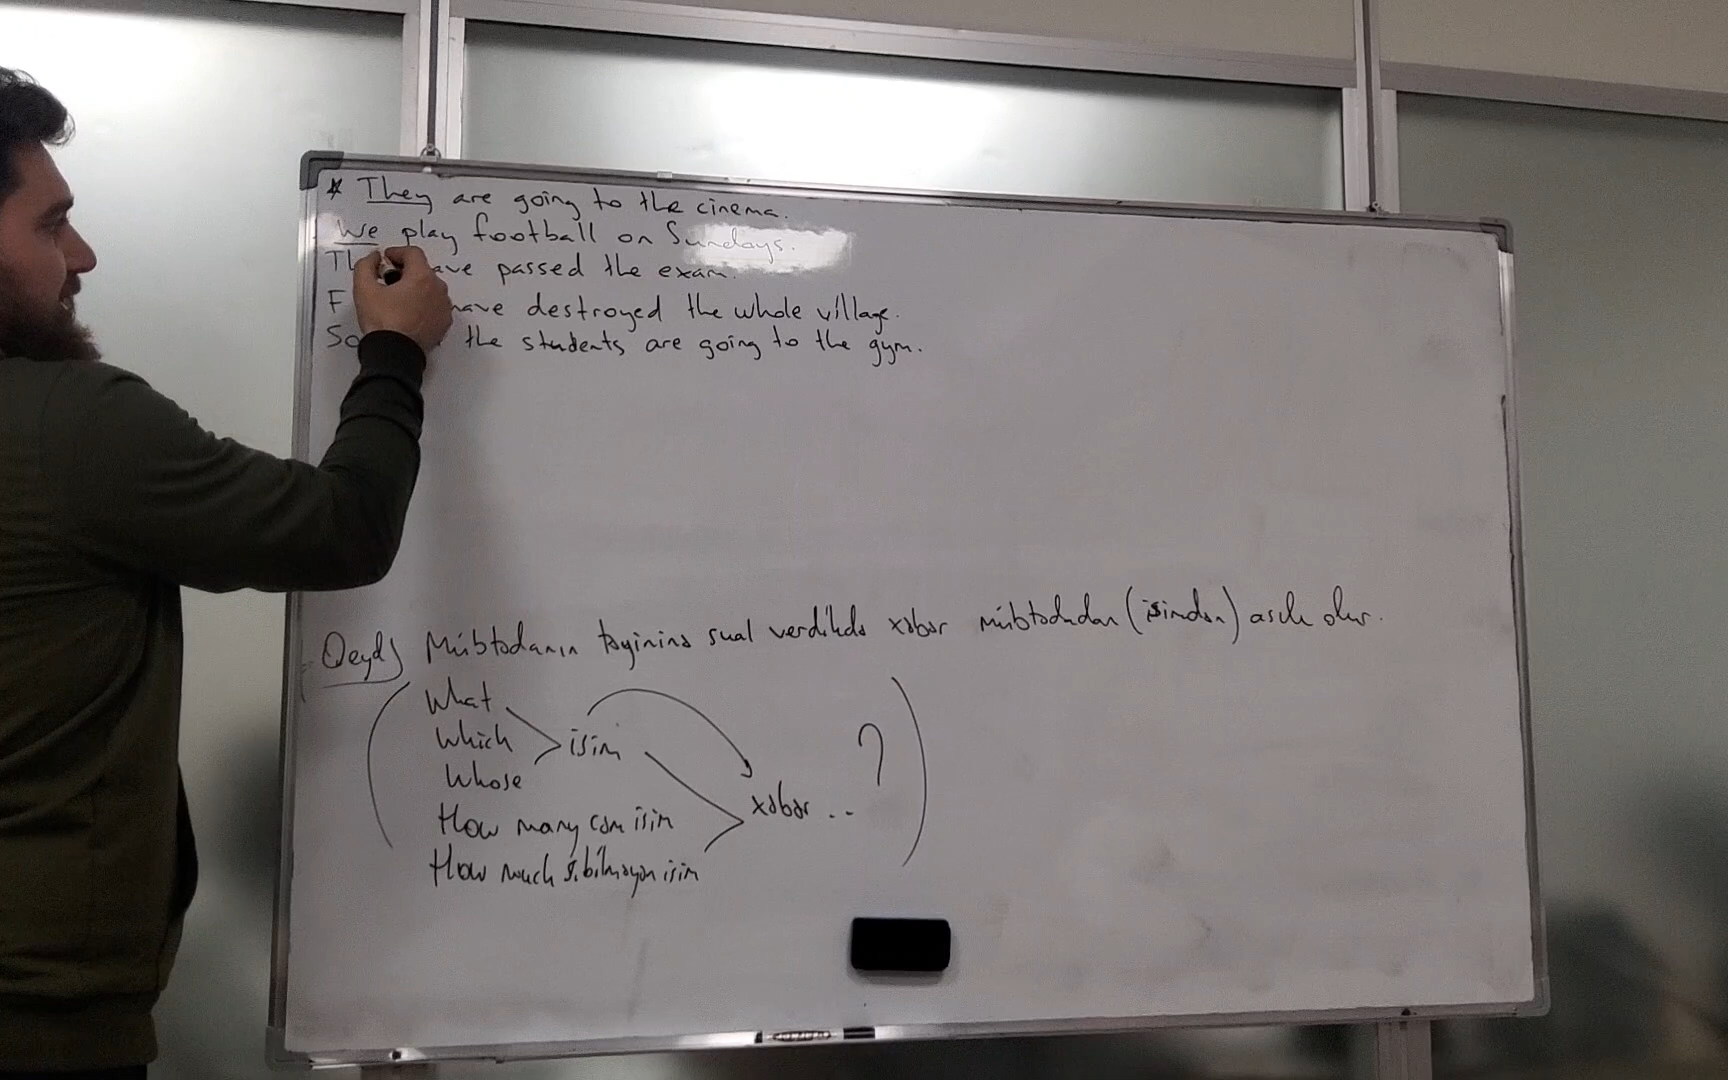 * They are going to the cinema.
We play football on Sundays.
have passed the exam.
have destroyed the whole village.
the students are going to the gym.
Qeyd) Mübtədanın təyininə sual verdikdə xəbər mübtədadan (isimdən) asılı olur.
What
Which
Whose
isim
How many cəm isim
How much s.bilməyən isim
xəbər .. ?